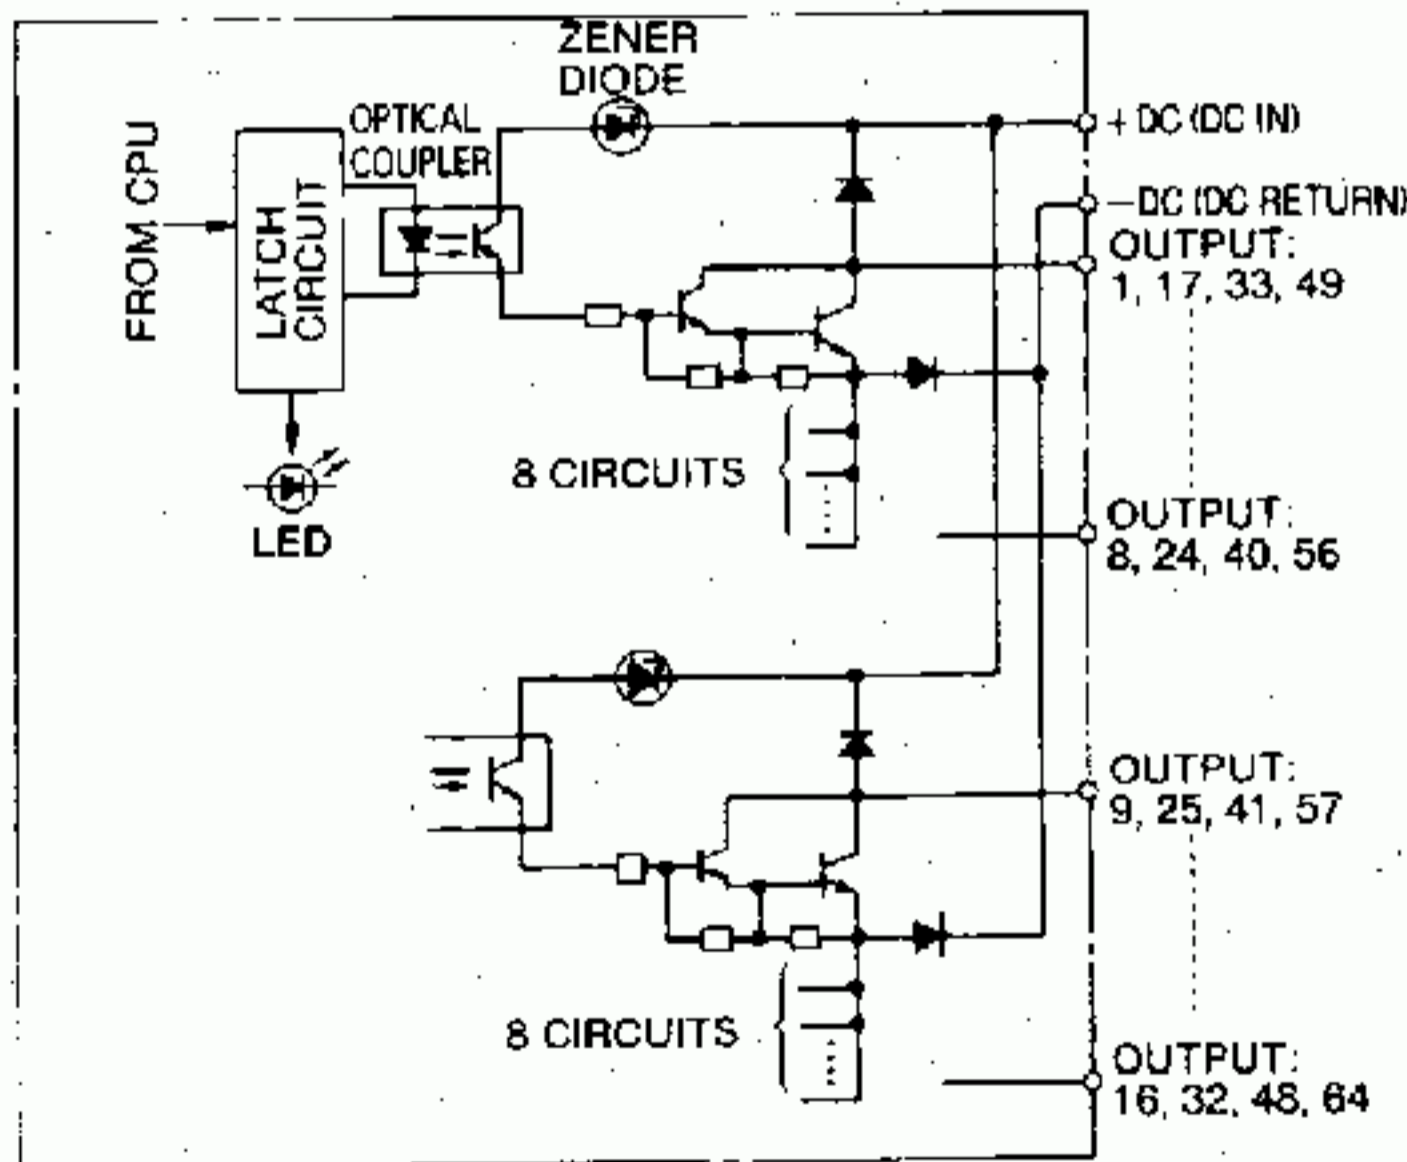 ZENER
DIODE
OPTICAL
COUPLER
FROM CPU
LATCH
CIRCUIT
LED
+ DC (DC IN)
— DC (DC RETURN)
OUTPUT:
1, 17, 33, 49
8 CIRCUITS
OUTPUT:
8, 24, 40, 56
OUTPUT:
9, 25, 41, 57
8 CIRCUITS
OUTPUT:
16, 32, 48, 64